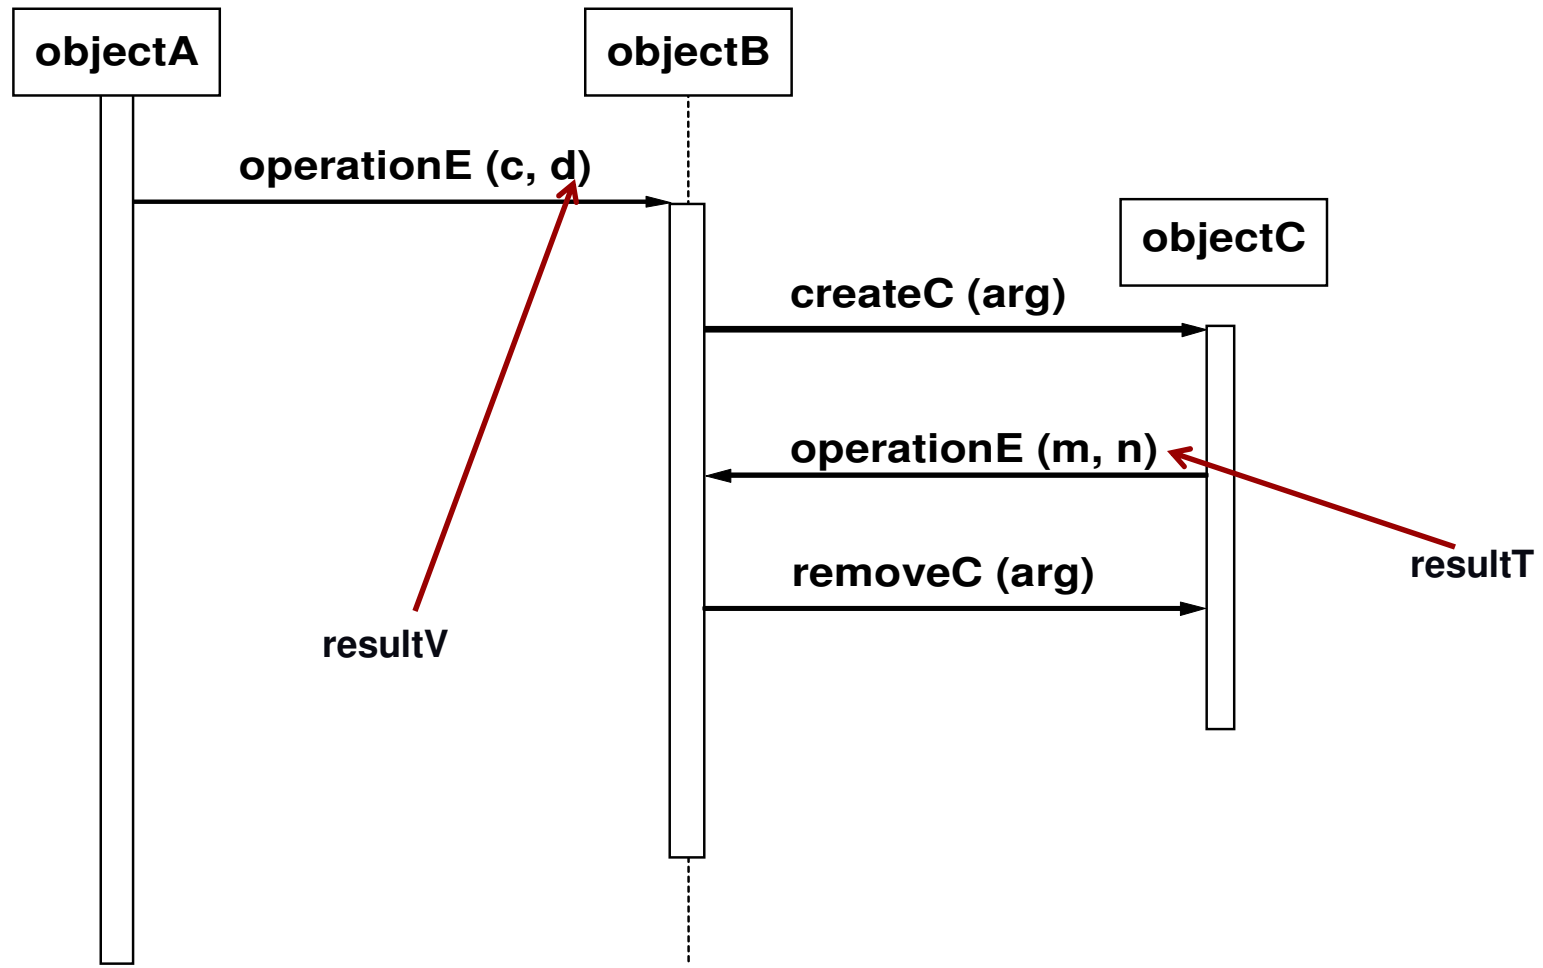 objectA
objectB
operationE (c, d)
objectC
createC (arg)
operationE (m, n)
resultT
removeC (arg)
resultV